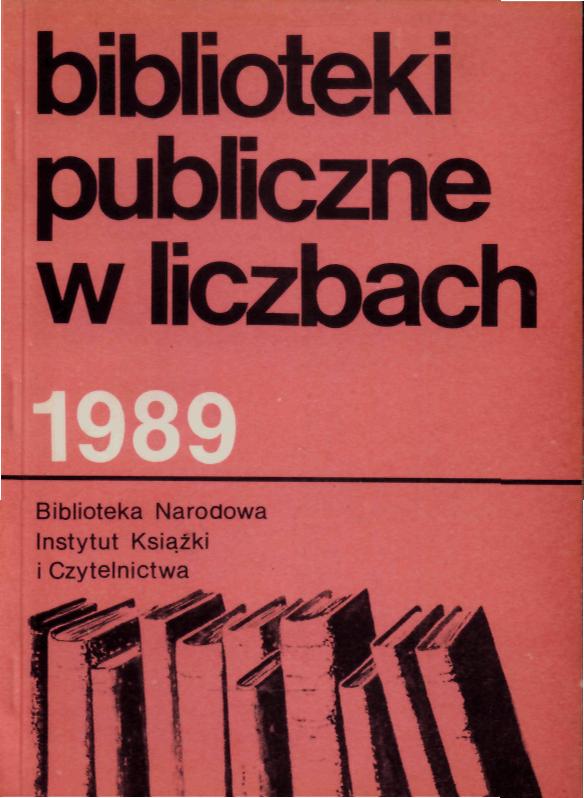 biblioteki
publiczne
w liczbach
1989
Biblioteka Narodowa
Instytut Książki
i Czytelnictwa